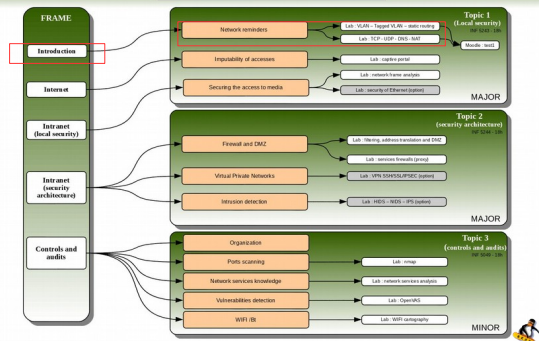 FRAME
Introduction
Internet
Intranet
(local security)
Intranet
(security
architecture)
Controls and
audits
Topic 1
(Local security)
Network reminders
Lab : VLAN – Tagged VLAN – static routing
Lab : TCP - UDP - DNS - NAT
Moodle : test1
Imputability of accesses
Lab : captive portal
Securing the access to media
Lab : network frame analysis
Lab : security of Ethernet (option)
MAJOR
Topic 2
(security architecture)
Firewall and DMZ
Lab : filtering, address translation and DMZ
Lab : services firewalls (proxy)
Virtual Private Networks
Lab : VPN SSH/SSL/IPSEC (option)
Intrusion detection
Lab : HIDS – NIDS – IPS (option)
MAJOR
Topic 3
(controls and audits)
Organization
Ports scanning
Lab : nmap
Network services knowledge
Lab : network services analysis
Vulnerabilities detection
Lab : OpenVAS
WIFI /Bt
Lab : WIFI cartography
MINOR